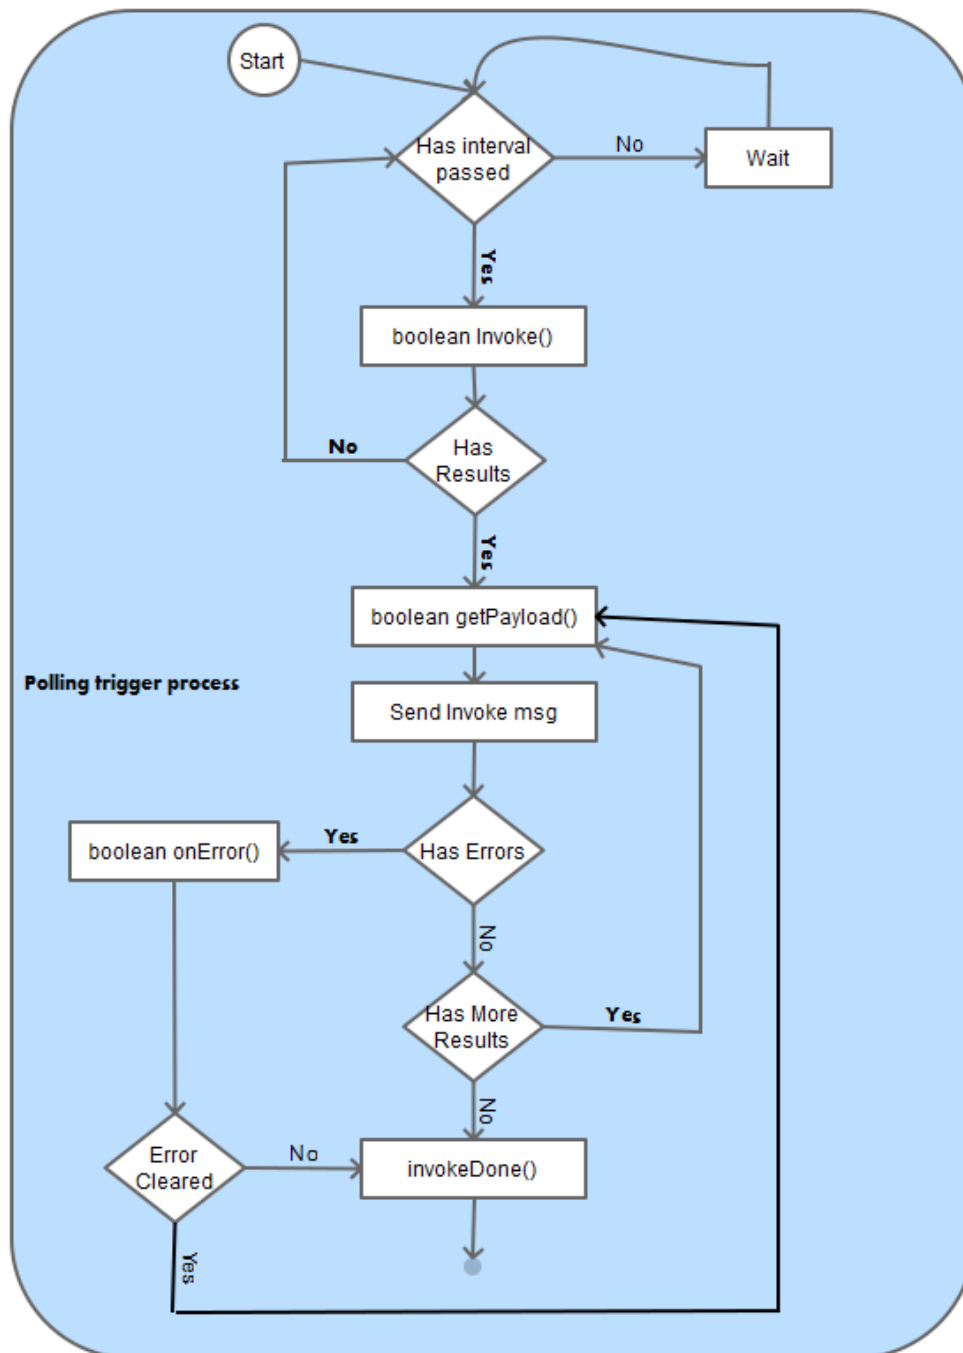 Start
Has interval
passed
No
Wait
Yes
boolean Invoke()
Has
Results
No
Yes
boolean getPayload()
Polling trigger process
Send Invoke msg
Has Errors
Yes
boolean onError()
No
Has More
Results
Yes
No
Error
Cleared
No
invokeDone()
Yes